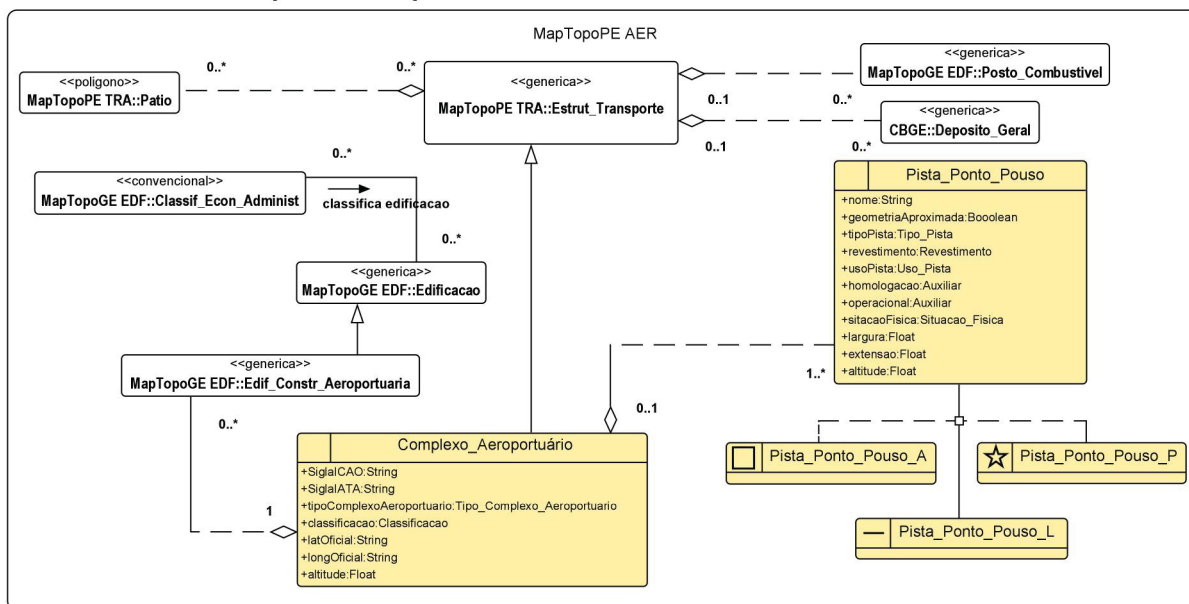 MapTopoPE AER
<<poligono>>
MapTopoPE TRA::Patio
0..*
0..*
<<generica>>
MapTopoPE TRA::Estrut_Transporte
0..1
0..*
<<generica>>
MapTopoGE EDF::Posto_Combustivel
0..1
0..*
<<generica>>
CBGE::Deposito_Geral
<<convencional>>
MapTopoGE EDF::Classif_Econ_Administ
0..*
classifica edificacao
0..*
<<generica>>
MapTopoGE EDF::Edificacao
<<generica>>
MapTopoGE EDF::Edif_Constr_Aeroportuaria
0..*
1
Complexo_Aeroportuário
+SiglaICAO:String
+SiglaIATA:String
+tipoComplexoAeroportuario:Tipo_Complexo_Aeroportuario
+classificacao:Classificacao
+latOficial:String
+longOficial:String
+altitude:Float
0..1
1..*
Pista_Ponto_Pouso
+nome:String
+geometriaAproximada:Booolean
+tipoPista:Tipo_Pista
+revestimento:Revestimento
+usoPista:Uso_Pista
+homologacao:Auxiliar
+operacional:Auxiliar
+sitacaoFisica:Situacao_Fisica
+largura:Float
+extensao:Float
+altitude:Float
Pista_Ponto_Pouso_A
Pista_Ponto_Pouso_P
Pista_Ponto_Pouso_L